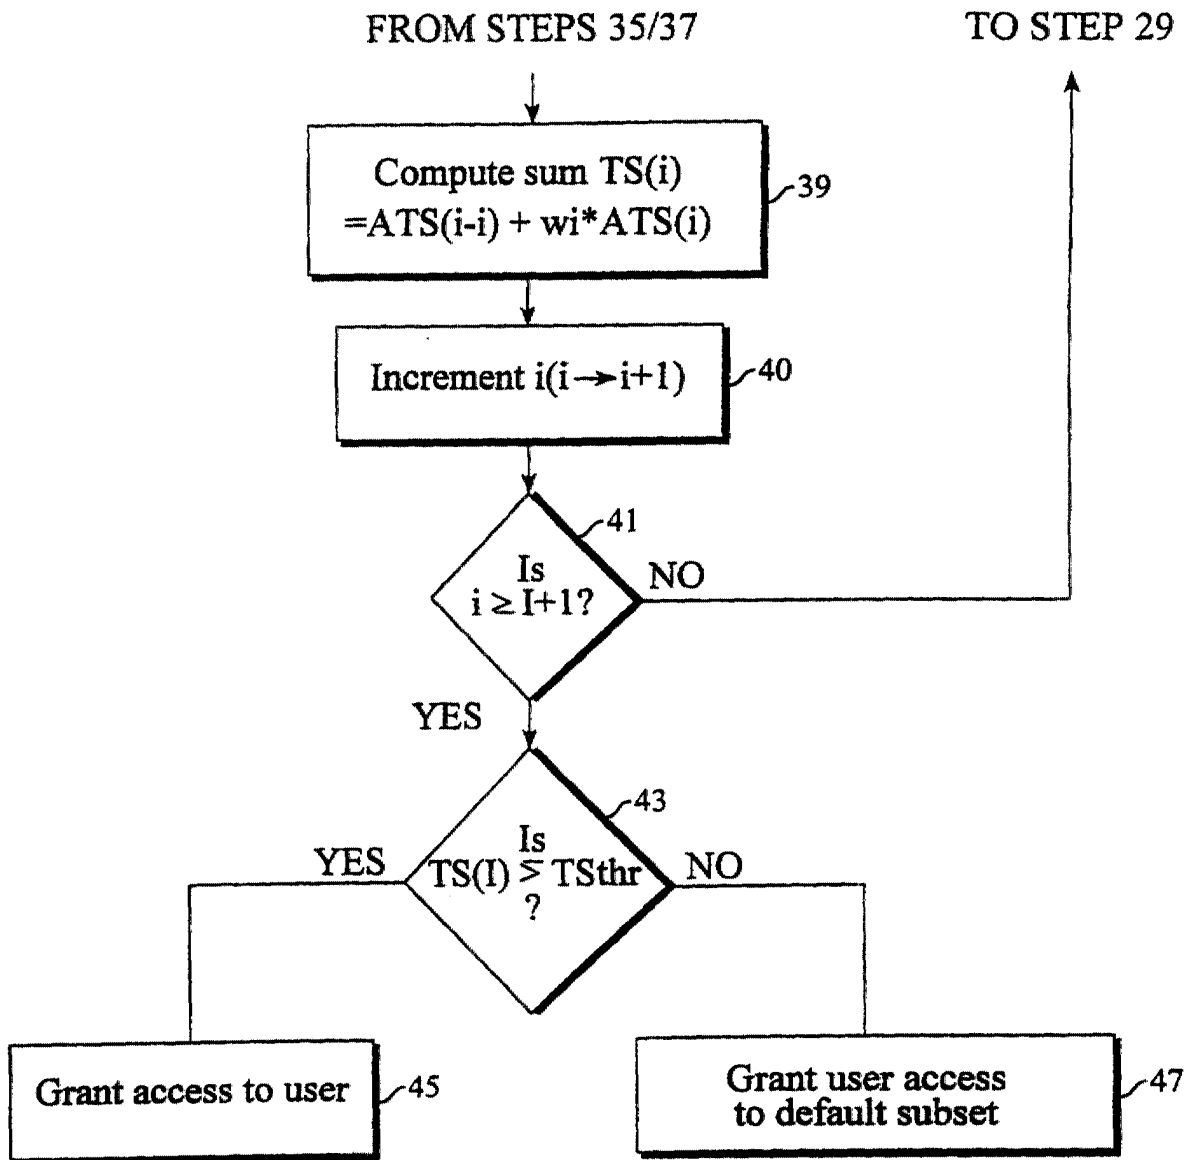 FROM STEPS 35/37
TO STEP 29
Compute sum TS(i)
=ATS(i-i) + wi*ATS(i)
39
Increment i(i→i+1)
40
41
Is
i ≥ I+1?
NO
YES
43
Is
TS(I) ≥ TSthr
?
YES
NO
Grant access to user
45
Grant user access
to default subset
47